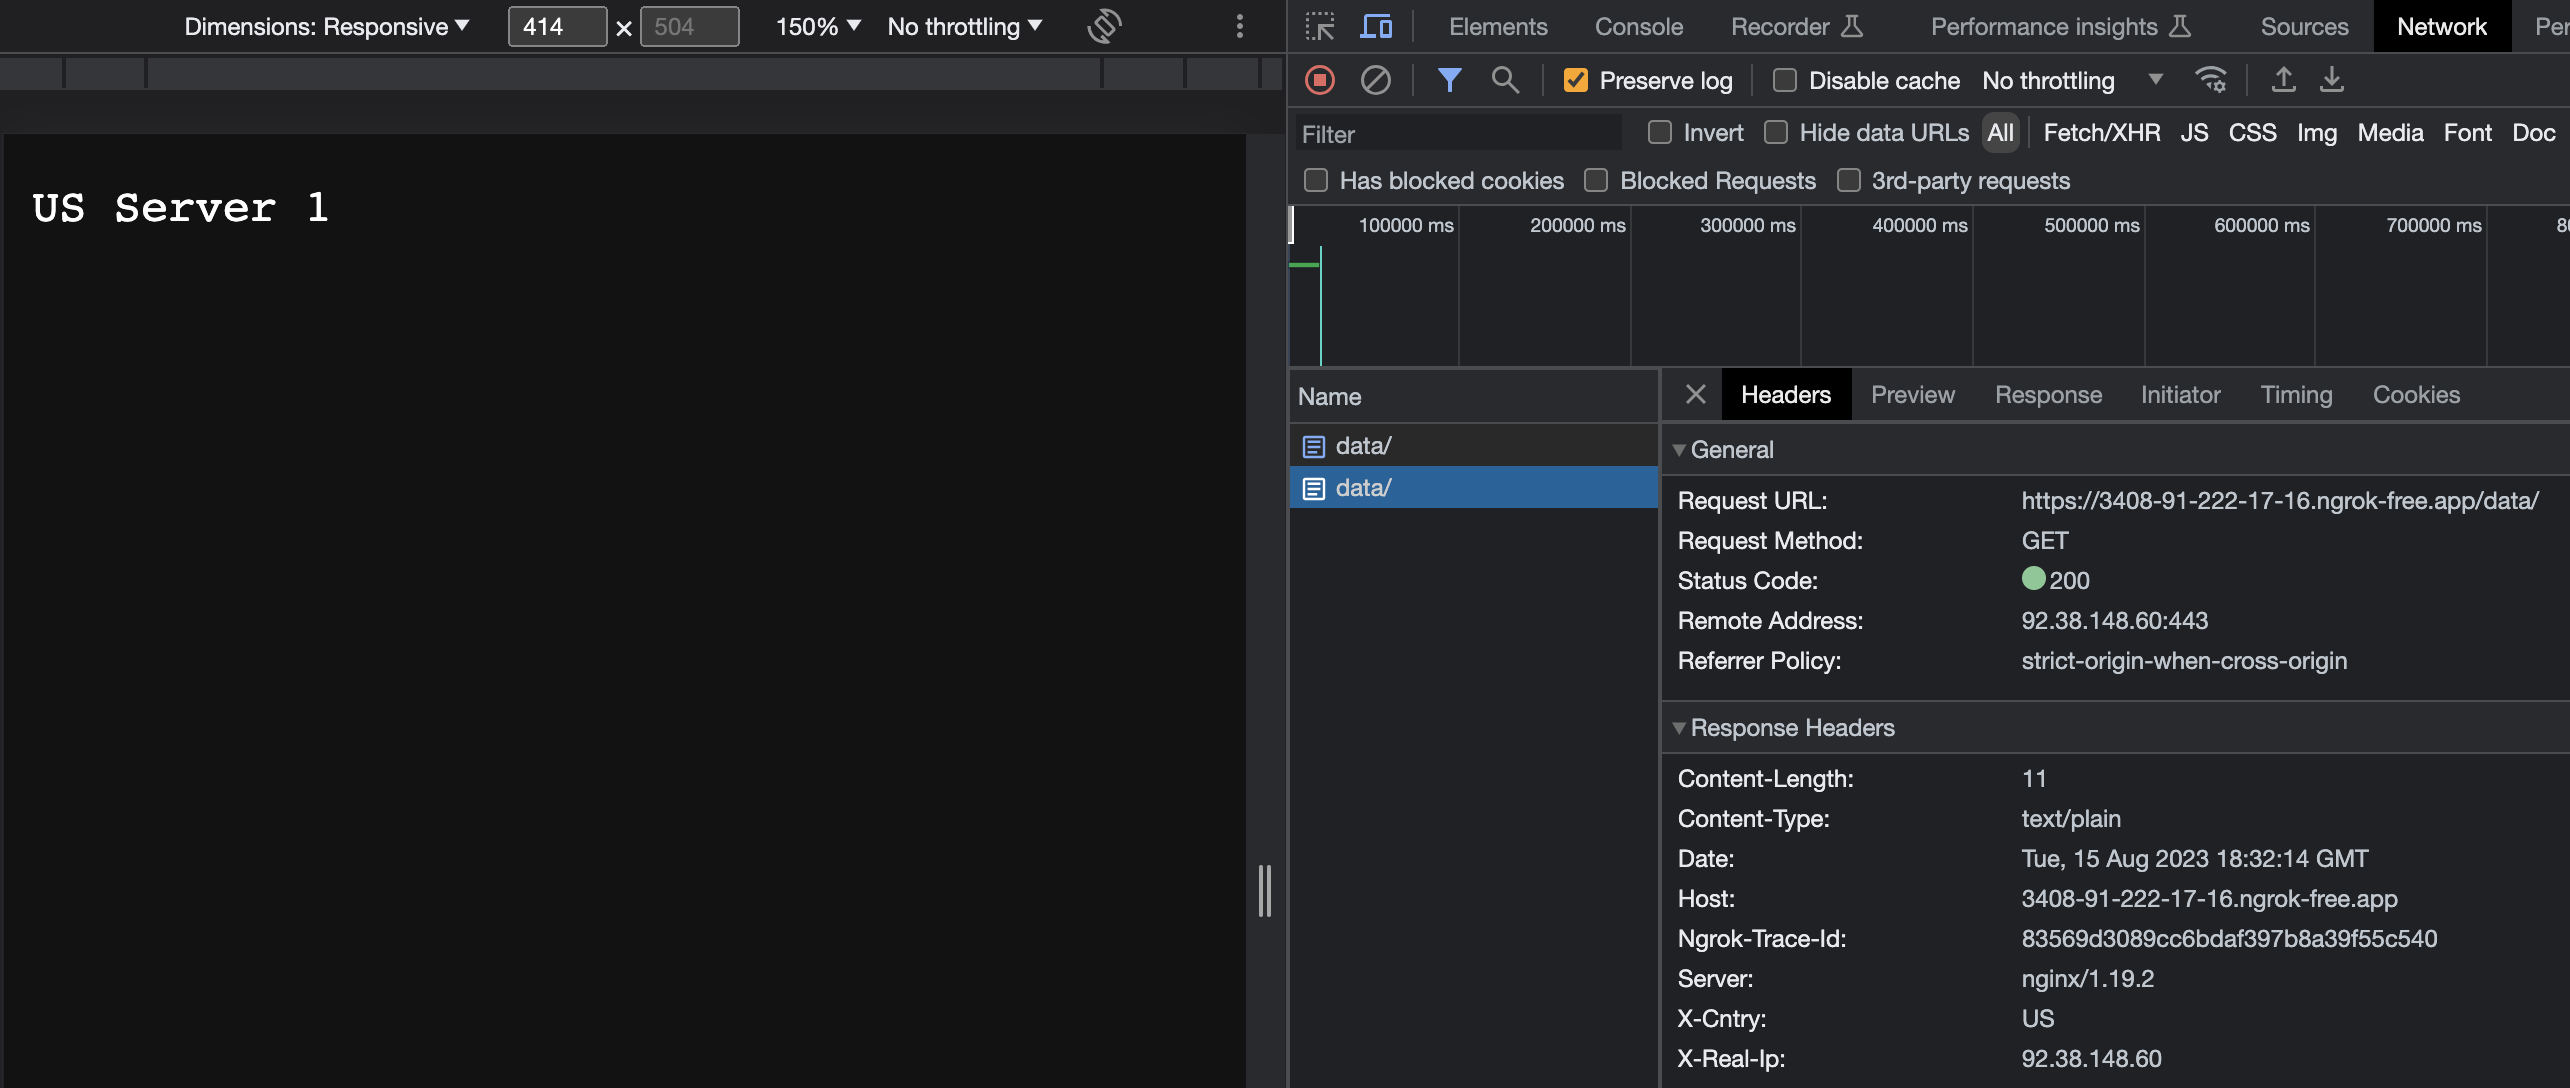 Dimensions: Responsive 414 × 504 150% No throttling
US Server 1
Elements Console Recorder Performance insights Sources Network Per
Preserve log Disable cache No throttling
Filter Invert Hide data URLs All Fetch/XHR JS CSS Img Media Font Doc
Has blocked cookies Blocked Requests 3rd-party requests
100000 ms 200000 ms 300000 ms 400000 ms 500000 ms 600000 ms 700000 ms 80
Name
data/
data/
Headers Preview Response Initiator Timing Cookies
General
Request URL: https://3408-91-222-17-16.ngrok-free.app/data/
Request Method: GET
Status Code: 200
Remote Address: 92.38.148.60:443
Referrer Policy: strict-origin-when-cross-origin
Response Headers
Content-Length: 11
Content-Type: text/plain
Date: Tue, 15 Aug 2023 18:32:14 GMT
Host: 3408-91-222-17-16.ngrok-free.app
Ngrok-Trace-Id: 83569d3089cc6bdaf397b8a39f55c540
Server: nginx/1.19.2
X-Cntry: US
X-Real-Ip: 92.38.148.60